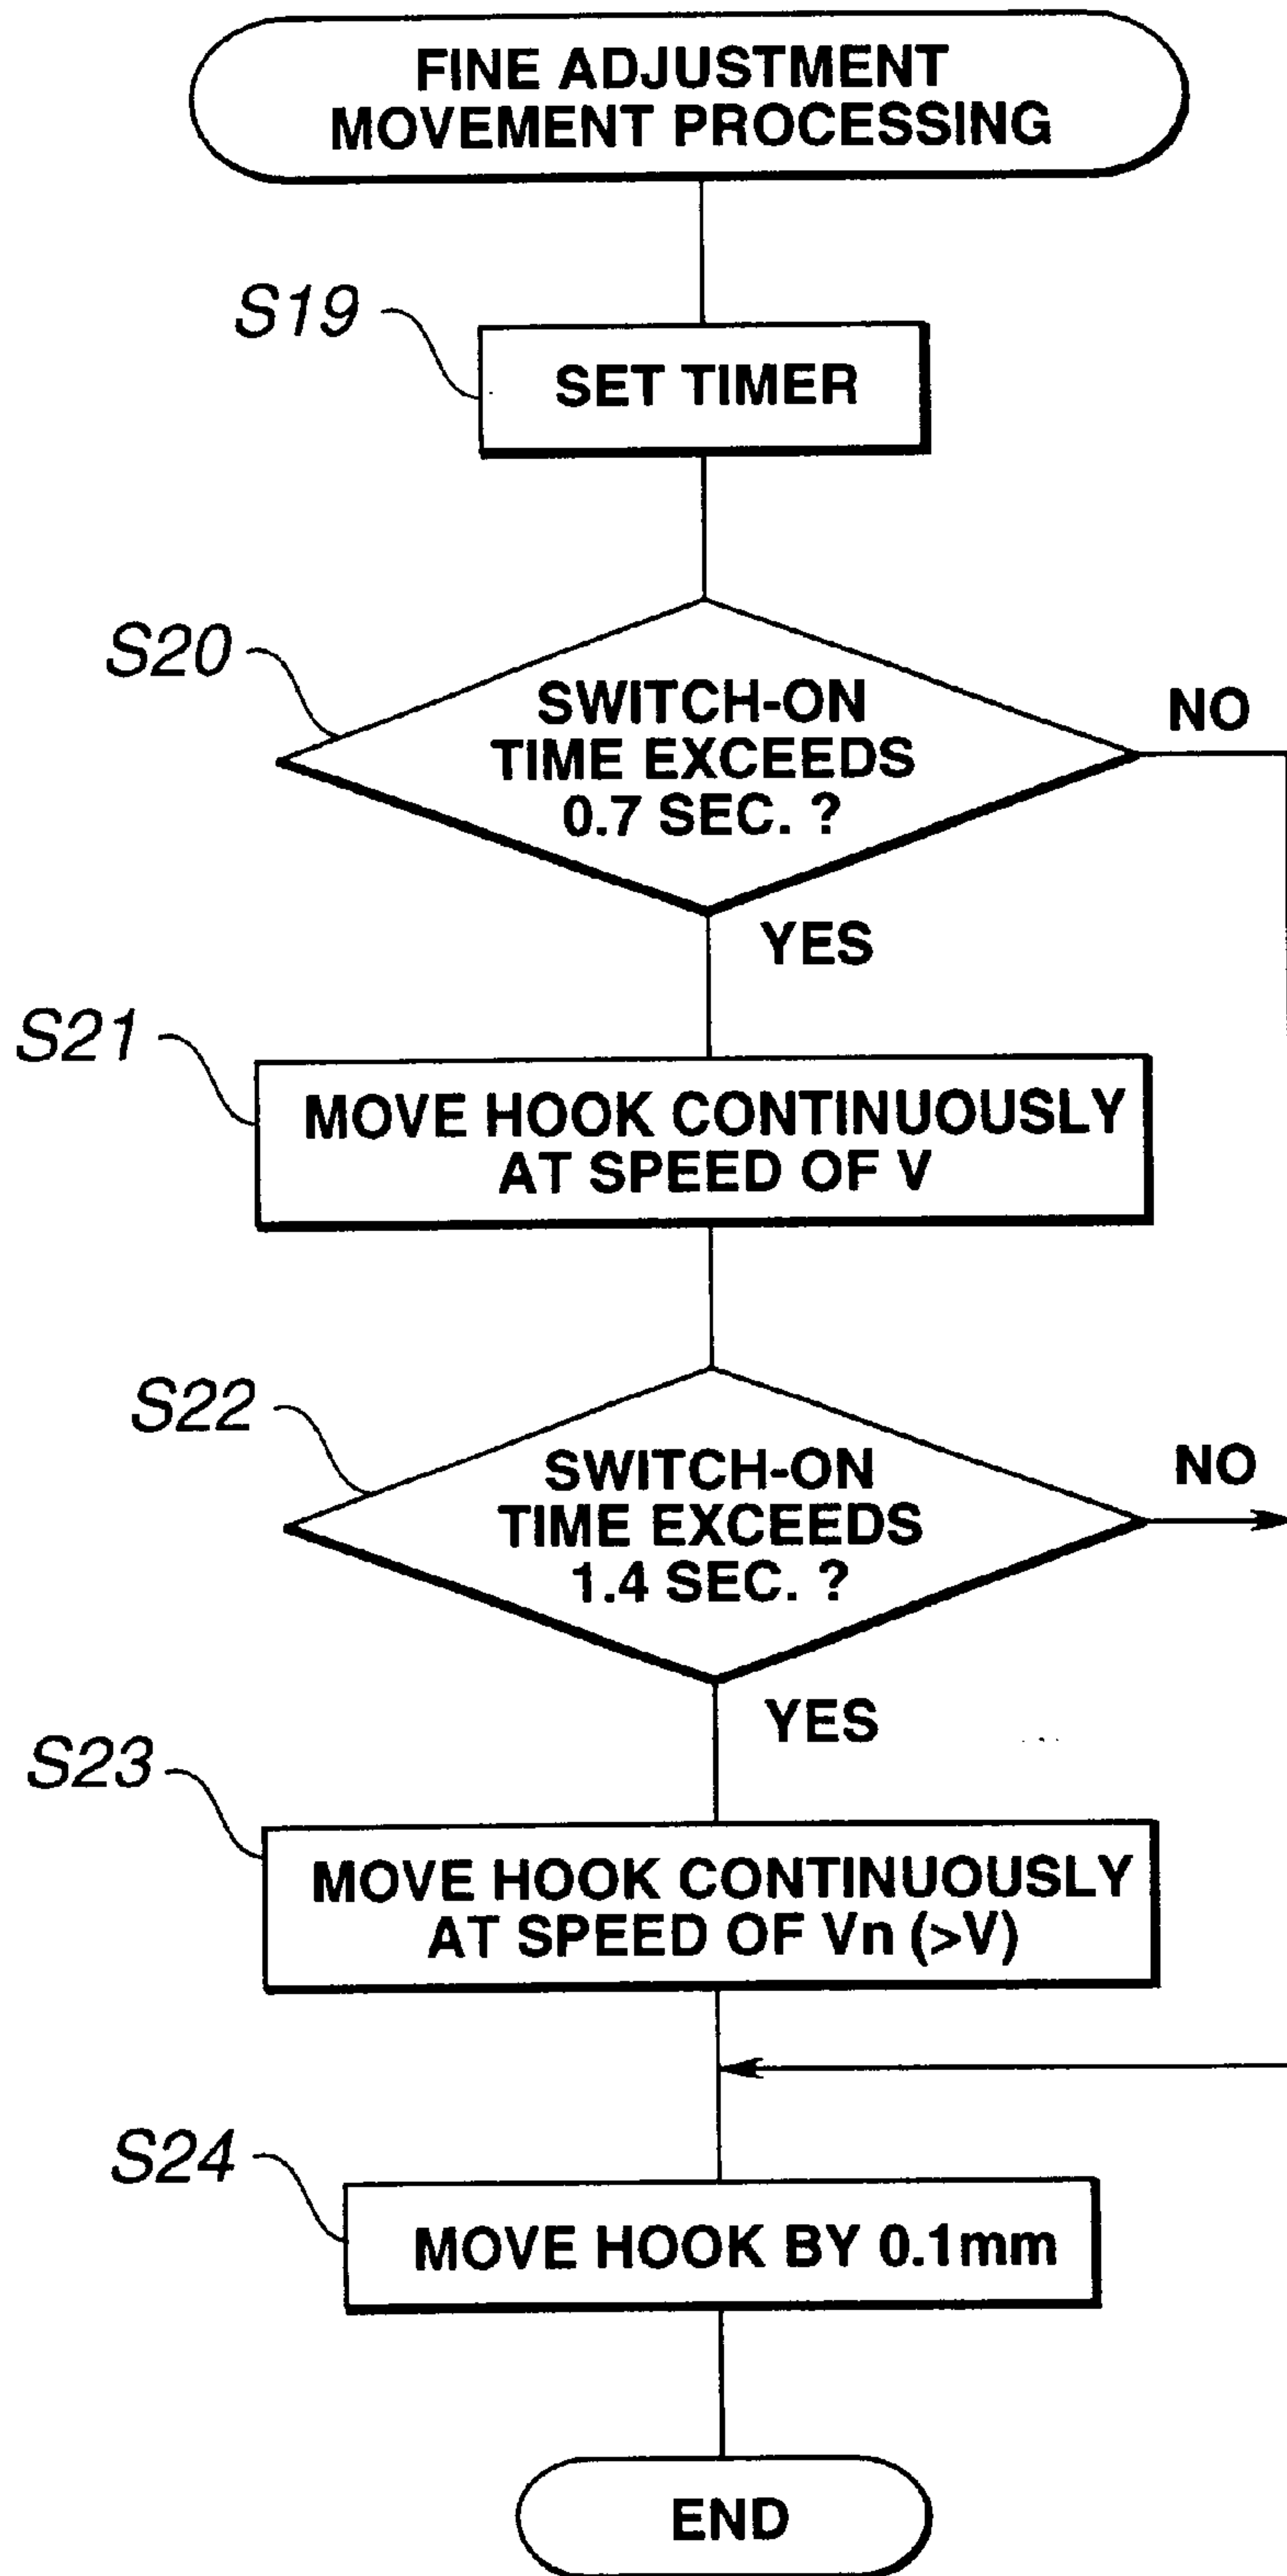 FINE ADJUSTMENT
MOVEMENT PROCESSING
S19
SET TIMER
S20
SWITCH-ON
TIME EXCEEDS
0.7 SEC. ?
NO
YES
S21
MOVE HOOK CONTINUOUSLY
AT SPEED OF V
S22
SWITCH-ON
TIME EXCEEDS
1.4 SEC. ?
NO
YES
S23
MOVE HOOK CONTINUOUSLY
AT SPEED OF Vn (>V)
S24
MOVE HOOK BY 0.1mm
END